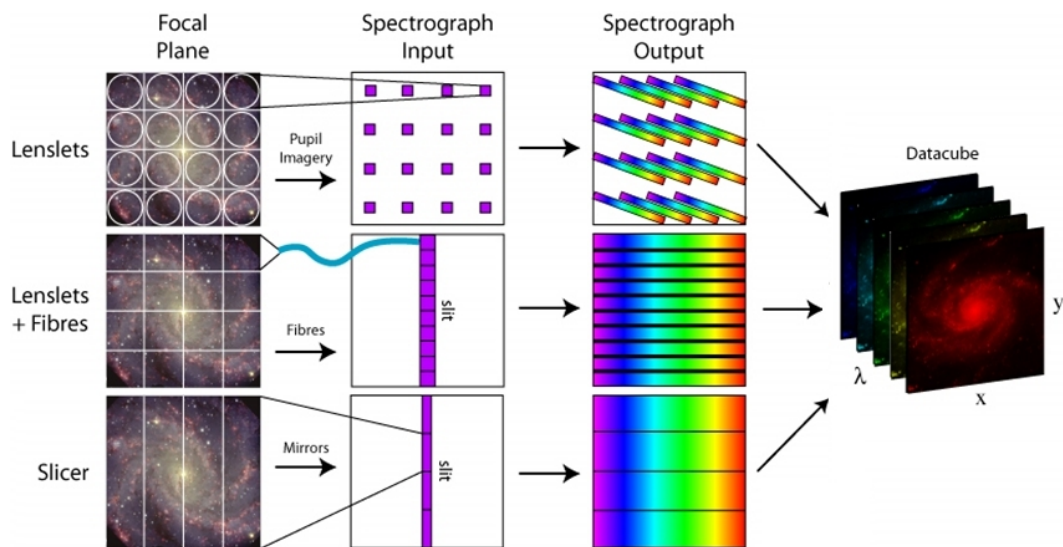 Focal
Plane
Spectrograph
Input
Spectrograph
Output
Lenslets
Pupil
Imagery
Datacube
Lenslets
+ Fibres
Fibres
slit
y
λ
x
Slicer
Mirrors
slit